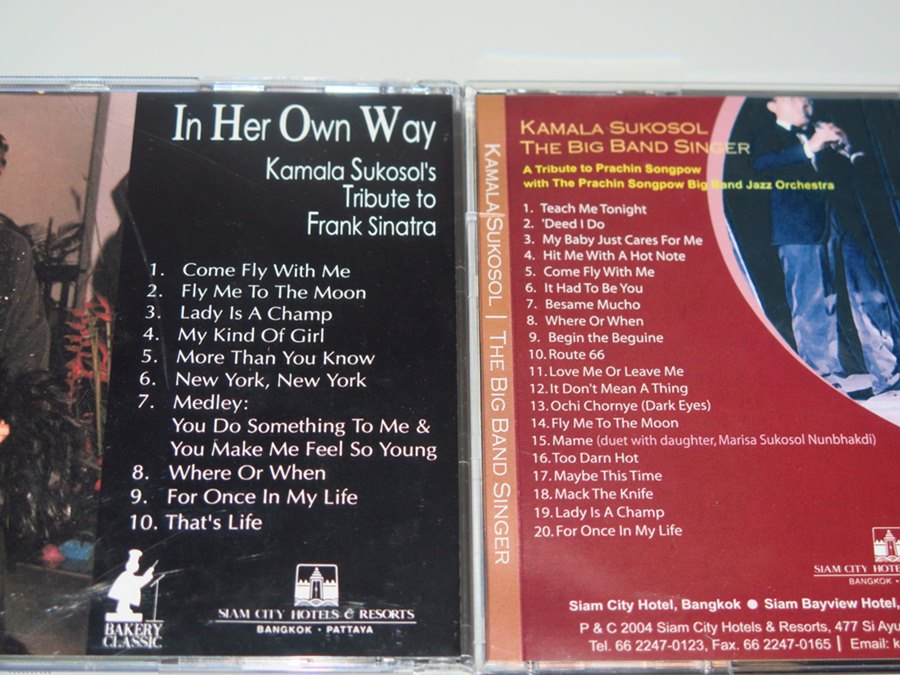 In Her Own Way
Kamala Sukosol's
Tribute to
Frank Sinatra
1. Come Fly With Me
2. Fly Me To The Moon
3. Lady Is A Champ
4. My Kind Of Girl
5. More Than You Know
6. New York, New York
7. Medley:
You Do Something To Me &
You Make Me Feel So Young
8. Where Or When
9. For Once In My Life
10. That's Life
BAKERY
CLASSIC
SIAM CITY HOTELS & RESORTS
BANGKOK · PATTAYA
KAMALA SUKOSOL | THE BIG BAND SINGER
KAMALA SUKOSOL
THE BIG BAND SINGER
A Tribute to Prachin Songpow
with The Prachin Songpow Big Band Jazz Orchestra
1. Teach Me Tonight
2. 'Deed I Do
3. My Baby Just Cares For Me
4. Hit Me With A Hot Note
5. Come Fly With Me
6. It Had To Be You
7. Besame Mucho
8. Where Or When
9. Begin the Beguine
10. Route 66
11. Love Me Or Leave Me
12. It Don't Mean A Thing
13. Ochi Chornye (Dark Eyes)
14. Fly Me To The Moon
15. Mame (duet with daughter, Marisa Sukosol Nunbhakdi)
16. Too Darn Hot
17. Maybe This Time
18. Mack The Knife
19. Lady Is A Champ
20. For Once In My Life
SIAM CITY HOTE
BANGKOK ·
Siam City Hotel, Bangkok ● Siam Bayview Hotel,
P & C 2004 Siam City Hotels & Resorts, 477 Si Ayu
Tel. 66 2247-0123, Fax. 66 2247-0165 | Email: k